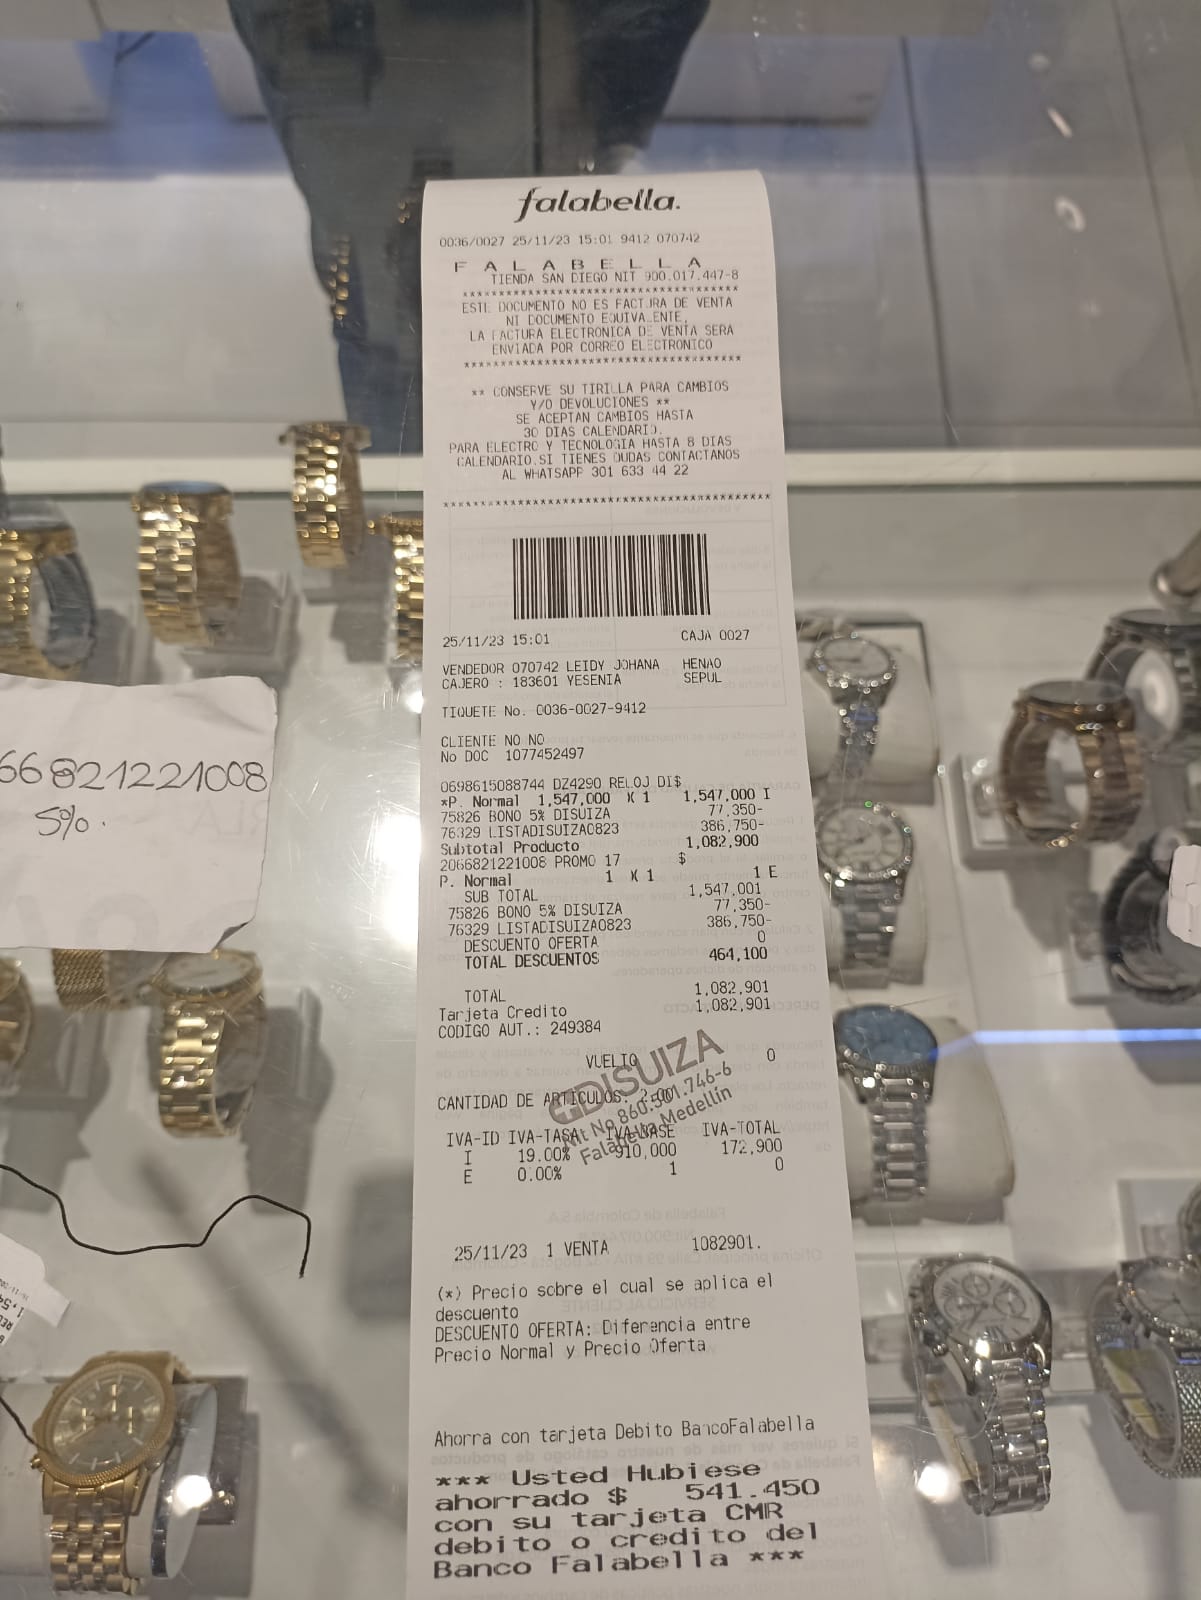 falabella.
0036/0027 25/11/23 15:01 9412 070742
F A L A B E L L A
TIENDA SAN DIEGO NIT 900.017.447-8
****************************************
ESTE DOCUMENTO NO ES FACTURA DE VENTA
NI DOCUMENTO EQUIVALENTE,
LA FACTURA ELECTRONICA DE VENTA SERA
ENVIADA POR CORREO ELECTRONICO
****************************************
** CONSERVE SU TIRILLA PARA CAMBIOS
Y/O DEVOLUCIONES **
SE ACEPTAN CAMBIOS HASTA
30 DIAS CALENDARIO.
PARA ELECTRO Y TECNOLOGIA HASTA 8 DIAS
CALENDARIO.SI TIENES DUDAS CONTACTANOS
AL WHATSAPP 301 633 44 22
****************************************
25/11/23 15:01 CAJA 0027
VENDEDOR 070742 LEIDY JOHANA HENAO
CAJERO : 183601 YESENIA SEPUL
TIQUETE No. 0036-0027-9412
CLIENTE NO NO
No DOC 1077452497
0698615088744 DZ4290 RELOJ DI$
*P. Normal 1,547,000 X 1 1,547,000 I
75826 BONO 5% DISUIZA 77,350-
76329 LISTADISUIZA0823 386,750-
Subtotal Producto 1,082,900
2066821221008 PROMO 17 $
P. Normal 1 X 1 1 E
SUB TOTAL 1,547,001
75826 BONO 5% DISUIZA 77,350-
76329 LISTADISUIZA0823 386,750-
DESCUENTO OFERTA 0
TOTAL DESCUENTOS 464,100
TOTAL 1,082,901
Tarjeta Credito 1,082,901
CODIGO AUT.: 249384
VUELTO 0
CANTIDAD DE ARTICULOS:
DISUIZA
Nit No 860.501.746-6
Falabella Medellín
IVA-ID IVA-TASA IVA-BASE IVA-TOTAL
I 19.00% 910,000 172,900
E 0.00% 1 0
25/11/23 1 VENTA 1082901.
(*) Precio sobre el cual se aplica el
descuento
DESCUENTO OFERTA: Diferencia entre
Precio Normal y Precio Oferta
Ahorra con tarjeta Debito BancoFalabella
*** Usted Hubiese
ahorrado $ 541.450
con su tarjeta CMR
debito o credito del
Banco Falabella ***
66821221008
5%.